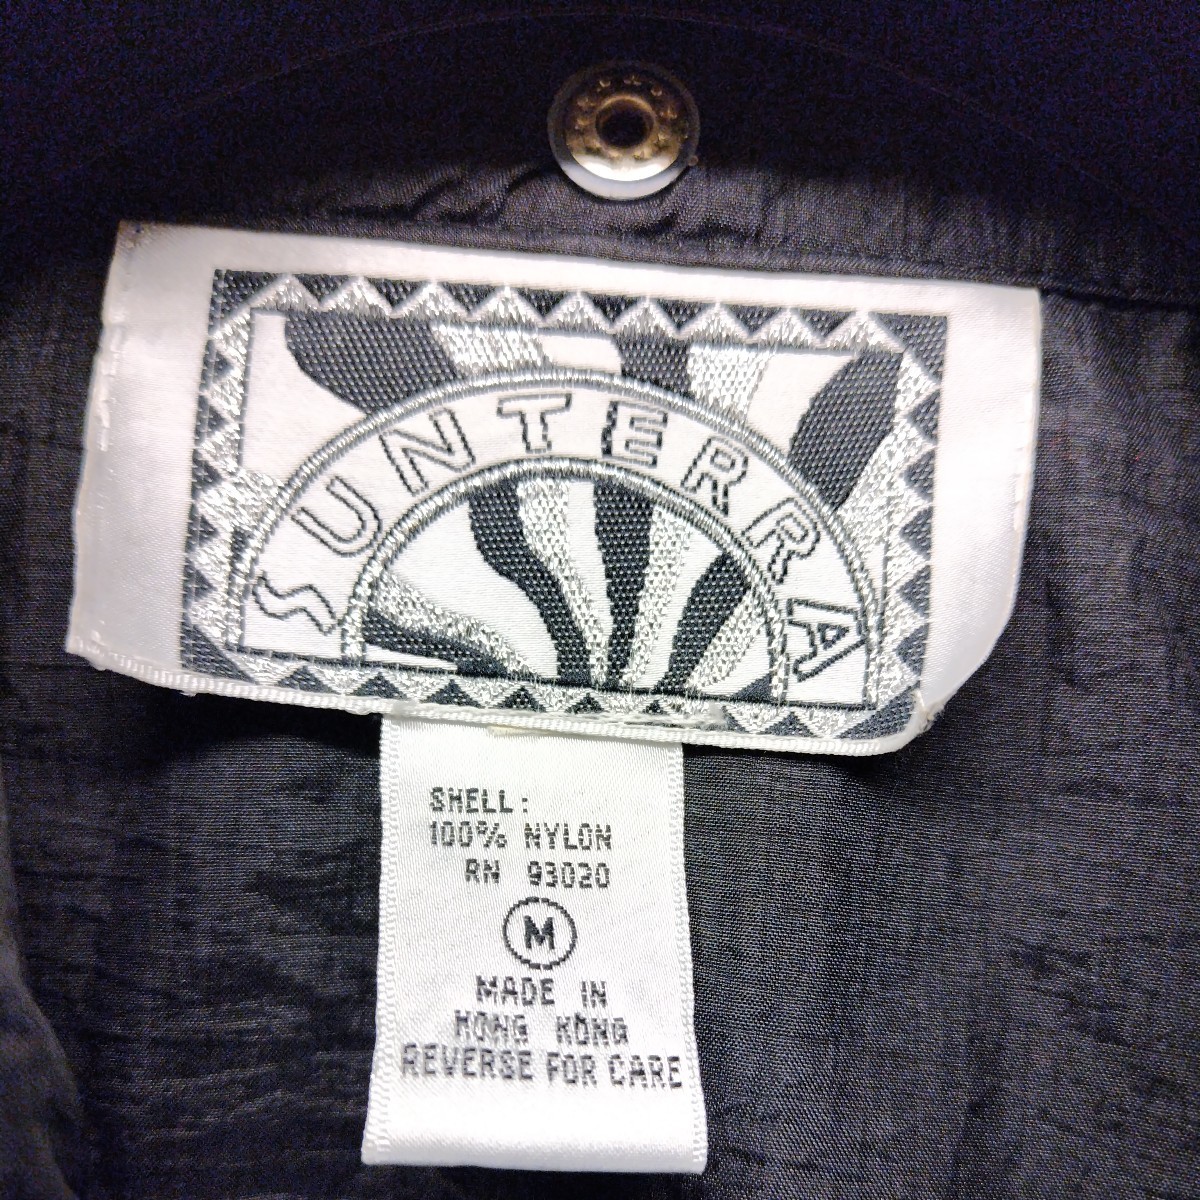 SUNTERRA
SHELL:
100% NYLON
RN 93020
M
MADE IN
HONG KONG
REVERSE FOR CARE